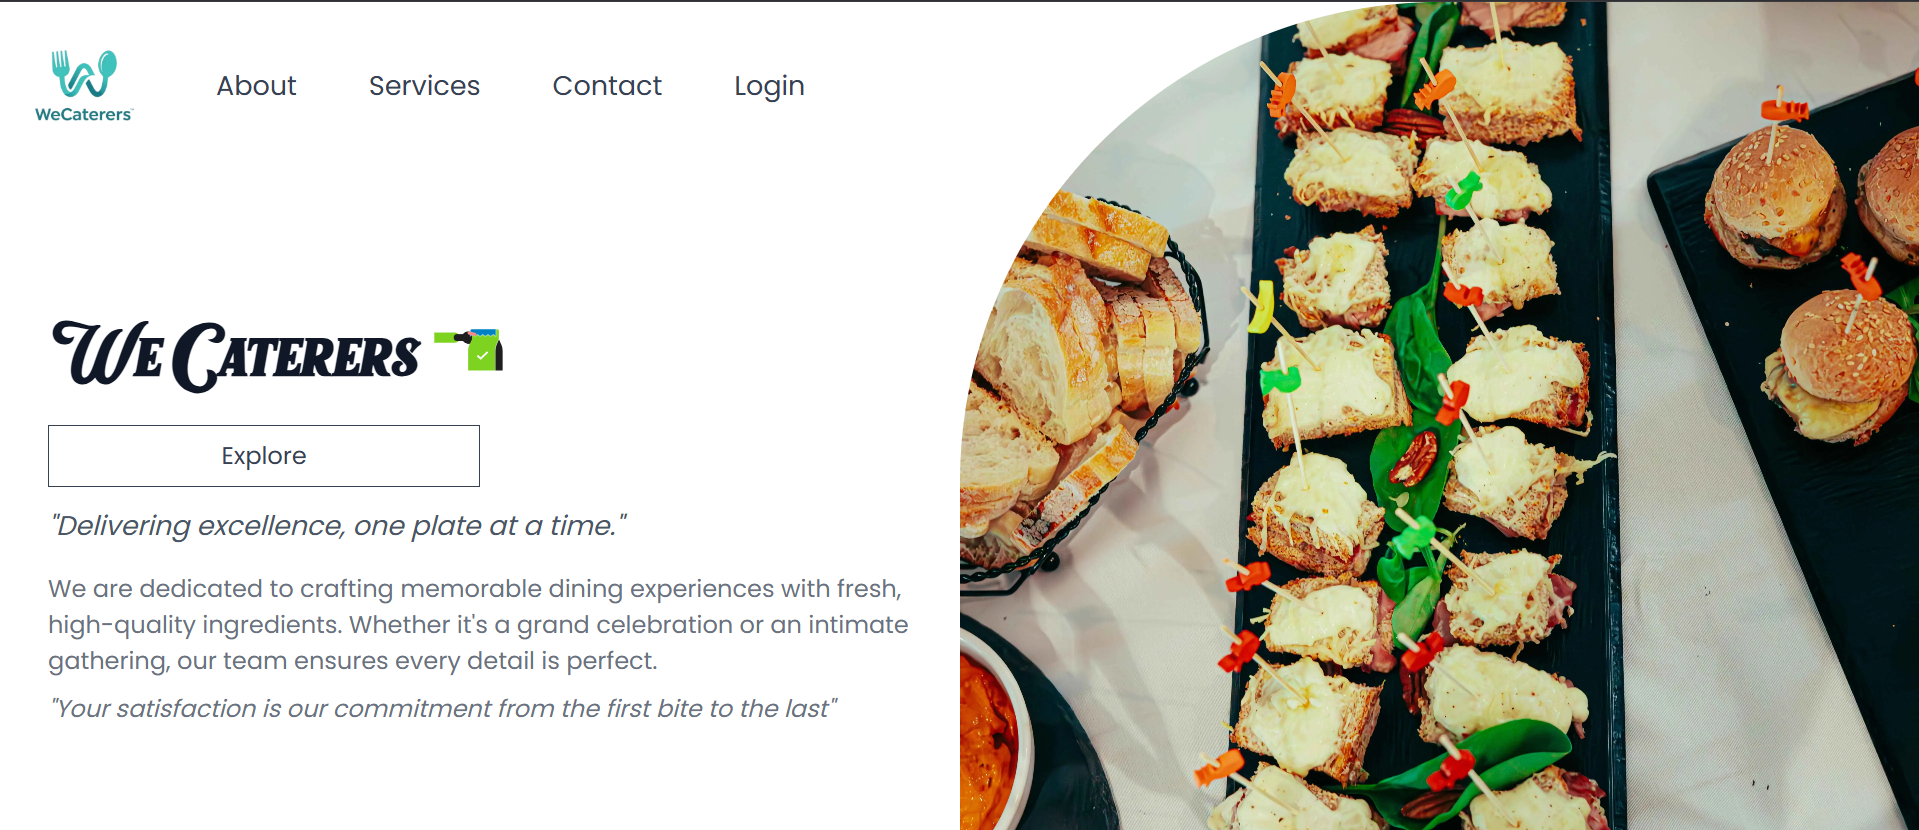 WeCaterers
About
Services
Contact
Login
WE CATERERS
Explore
"Delivering excellence, one plate at a time."
We are dedicated to crafting memorable dining experiences with fresh,
high-quality ingredients. Whether it's a grand celebration or an intimate
gathering, our team ensures every detail is perfect.
"Your satisfaction is our commitment from the first bite to the last"